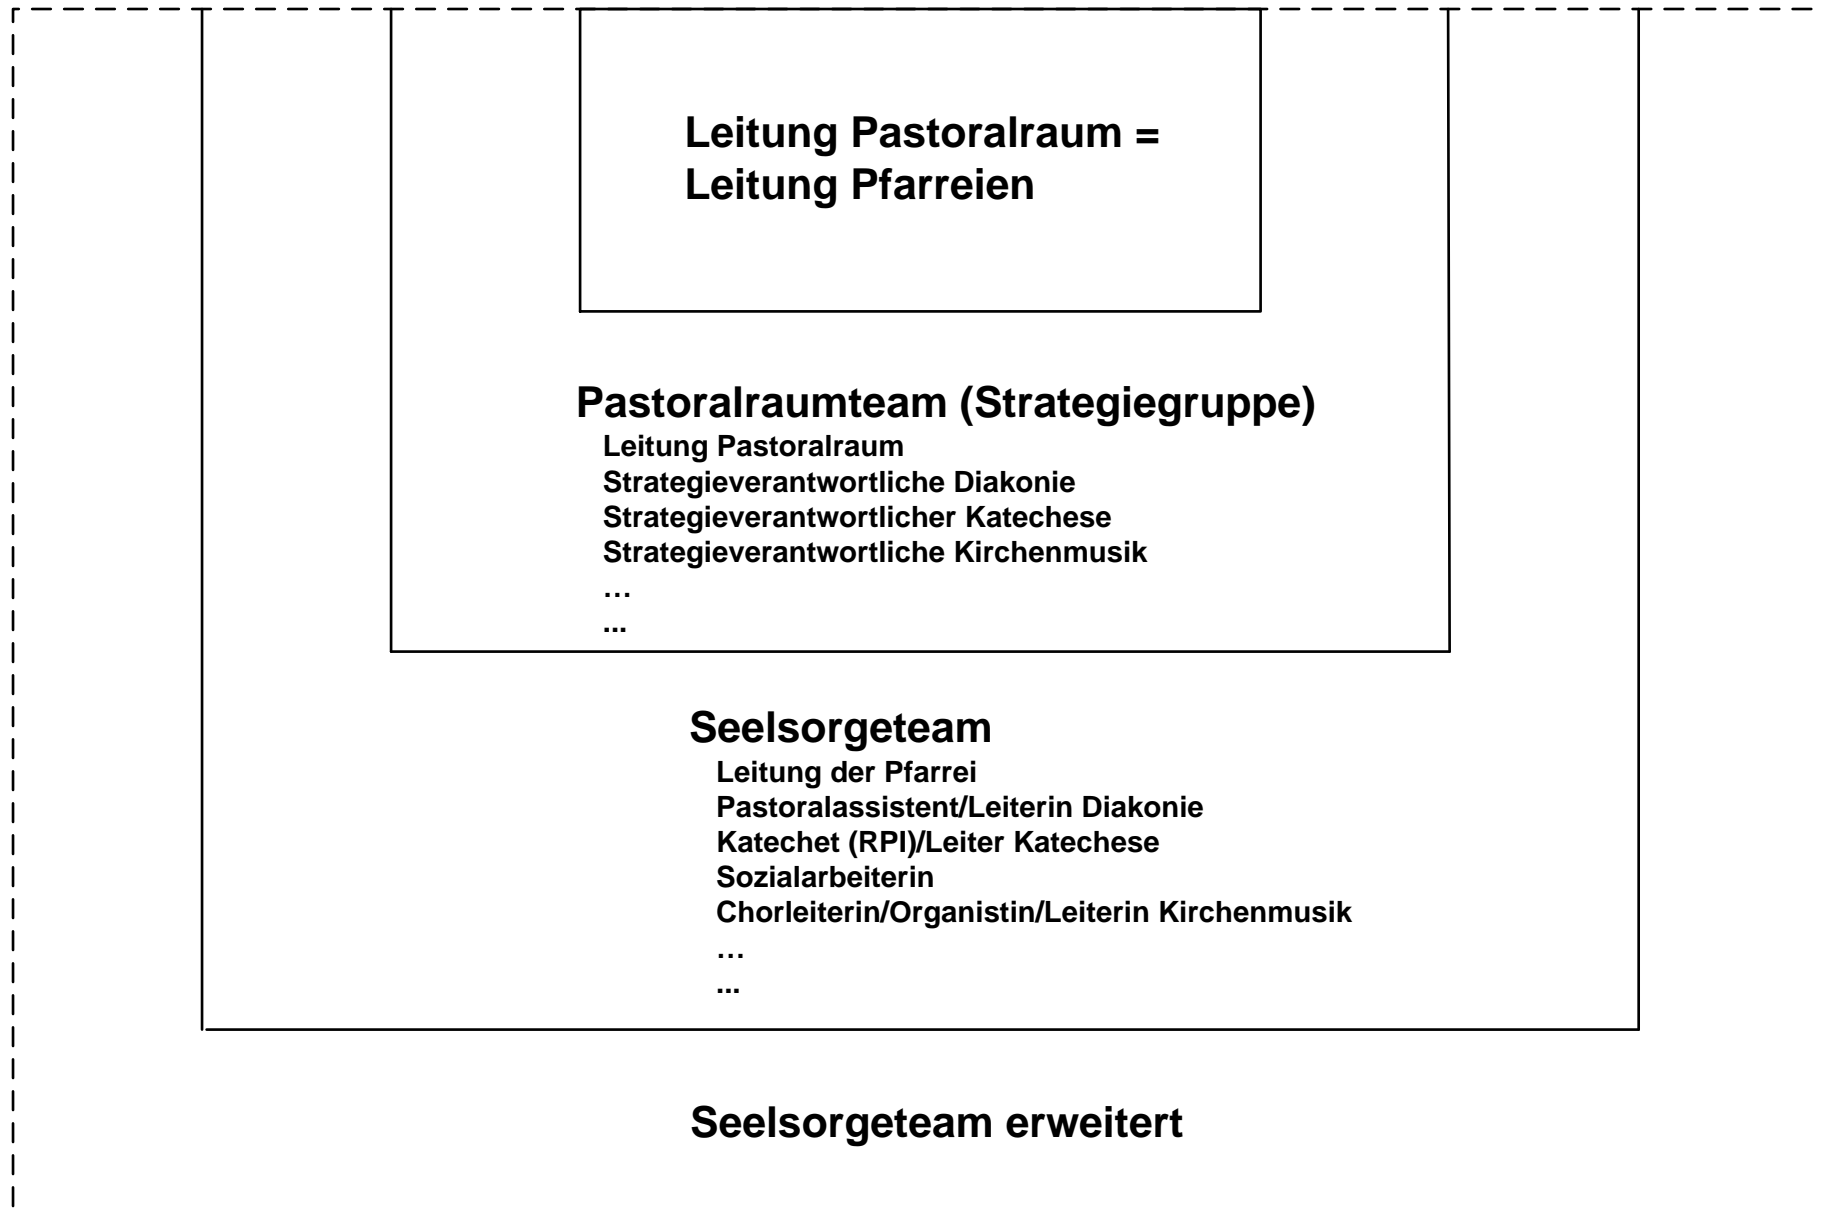 Leitung Pastoralraum =
Leitung Pfarreien
Pastoralraumteam (Strategiegruppe)
Leitung Pastoralraum
Strategieverantwortliche Diakonie
Strategieverantwortlicher Katechese
Strategieverantwortliche Kirchenmusik
…
...
Seelsorgeteam
Leitung der Pfarrei
Pastoralassistent/Leiterin Diakonie
Katechet (RPI)/Leiter Katechese
Sozialarbeiterin
Chorleiterin/Organistin/Leiterin Kirchenmusik
…
...
Seelsorgeteam erweitert